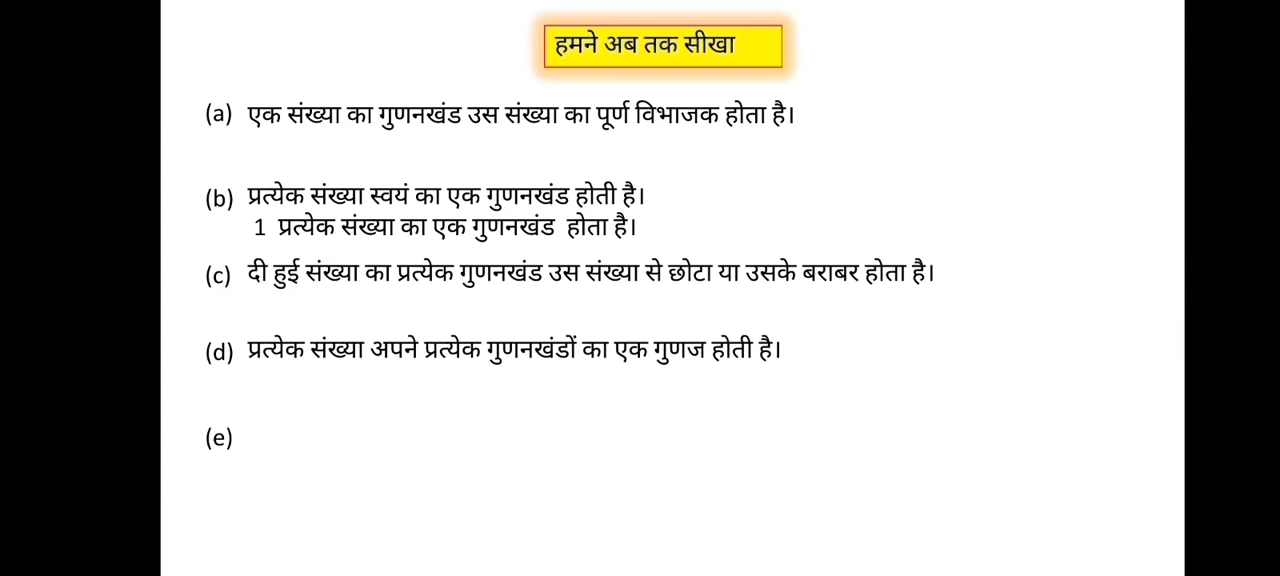 हमने अब तक सीखा
(a) एक संख्या का गुणनखंड उस संख्या का पूर्ण विभाजक होता है।
(b) प्रत्येक संख्या स्वयं का एक गुणनखंड होती है।
1 प्रत्येक संख्या का एक गुणनखंड होता है।
(c) दी हुई संख्या का प्रत्येक गुणनखंड उस संख्या से छोटा या उसके बराबर होता है।
(d) प्रत्येक संख्या अपने प्रत्येक गुणनखंडों का एक गुणज होती है।
(e)